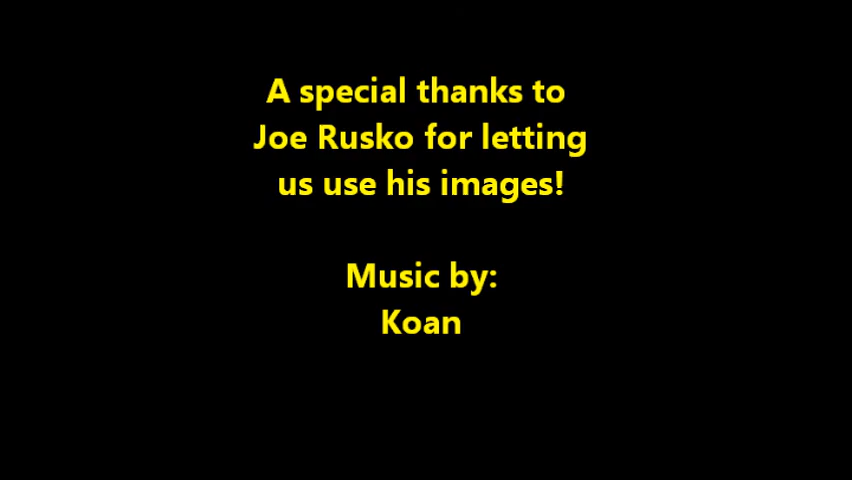 A special thanks to
Joe Rusko for letting
us use his images!
Music by:
Koan